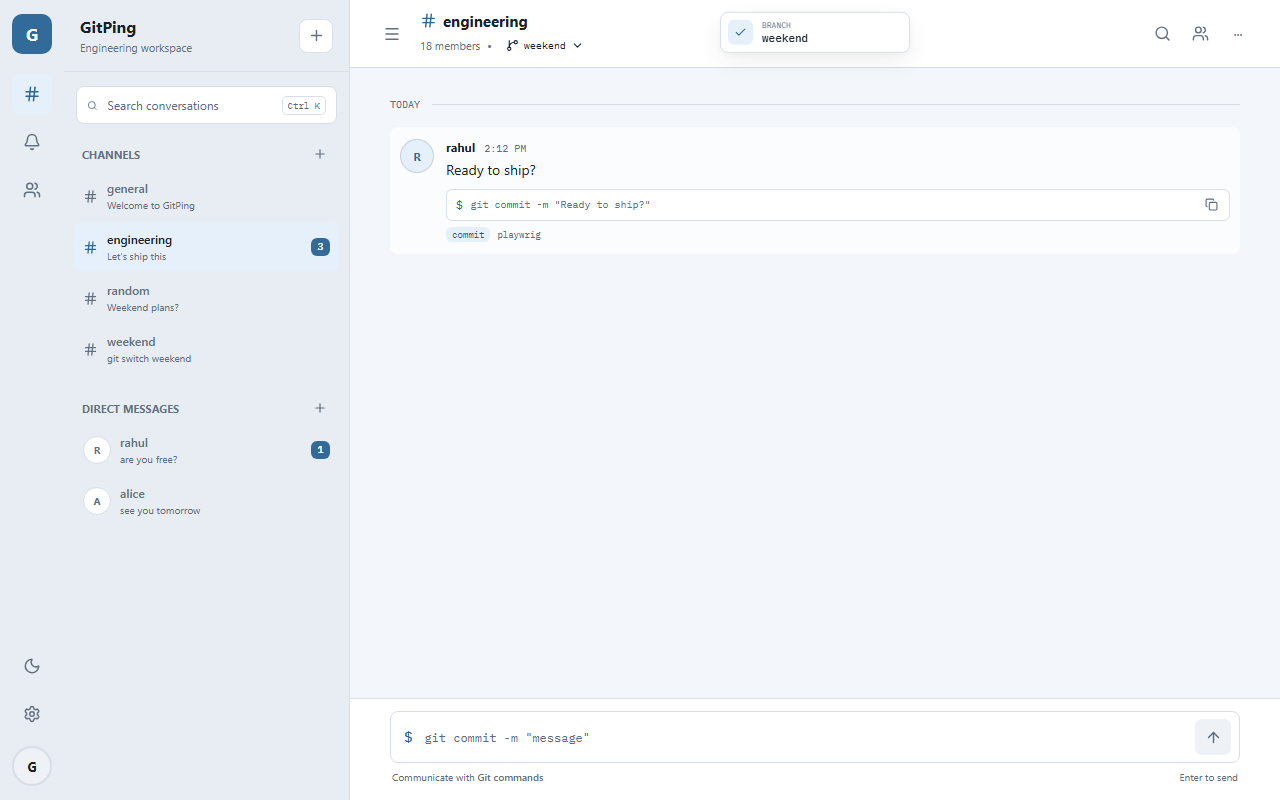 G
GitPing
Engineering workspace
Search conversations
Ctrl K
CHANNELS
general
Welcome to GitPing
engineering
Let's ship this
3
random
Weekend plans?
weekend
git switch weekend
DIRECT MESSAGES
R
rahul
are you free?
1
A
alice
see you tomorrow
G
# engineering
18 members • weekend
BRANCH
weekend
TODAY
R
rahul 2:12 PM
Ready to ship?
$ git commit -m "Ready to ship?"
commit playwrig
$ git commit -m "message"
Communicate with Git commands
Enter to send